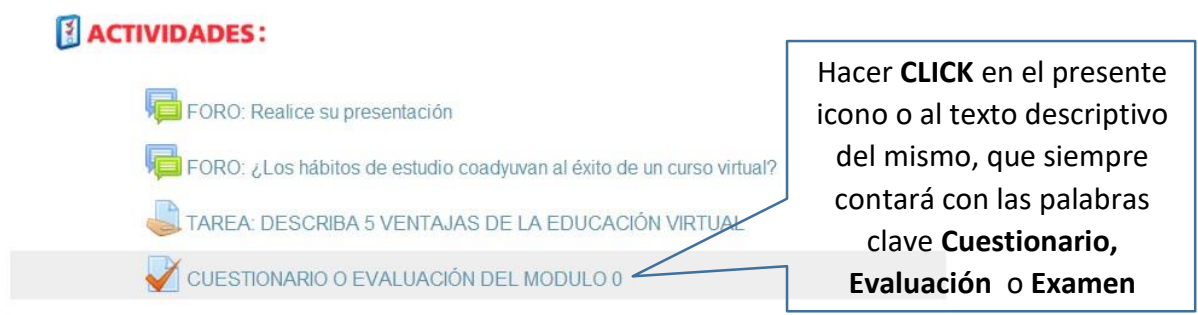 ACTIVIDADES:
FORO: Realice su presentación
FORO: ¿Los hábitos de estudio coadyuvan al éxito de un curso virtual?
TAREA: DESCRIBA 5 VENTAJAS DE LA EDUCACIÓN VIRTUAL
CUESTIONARIO O EVALUACIÓN DEL MODULO 0
Hacer CLICK en el presente
icono o al texto descriptivo
del mismo, que siempre
contará con las palabras
clave Cuestionario,
Evaluación o Examen